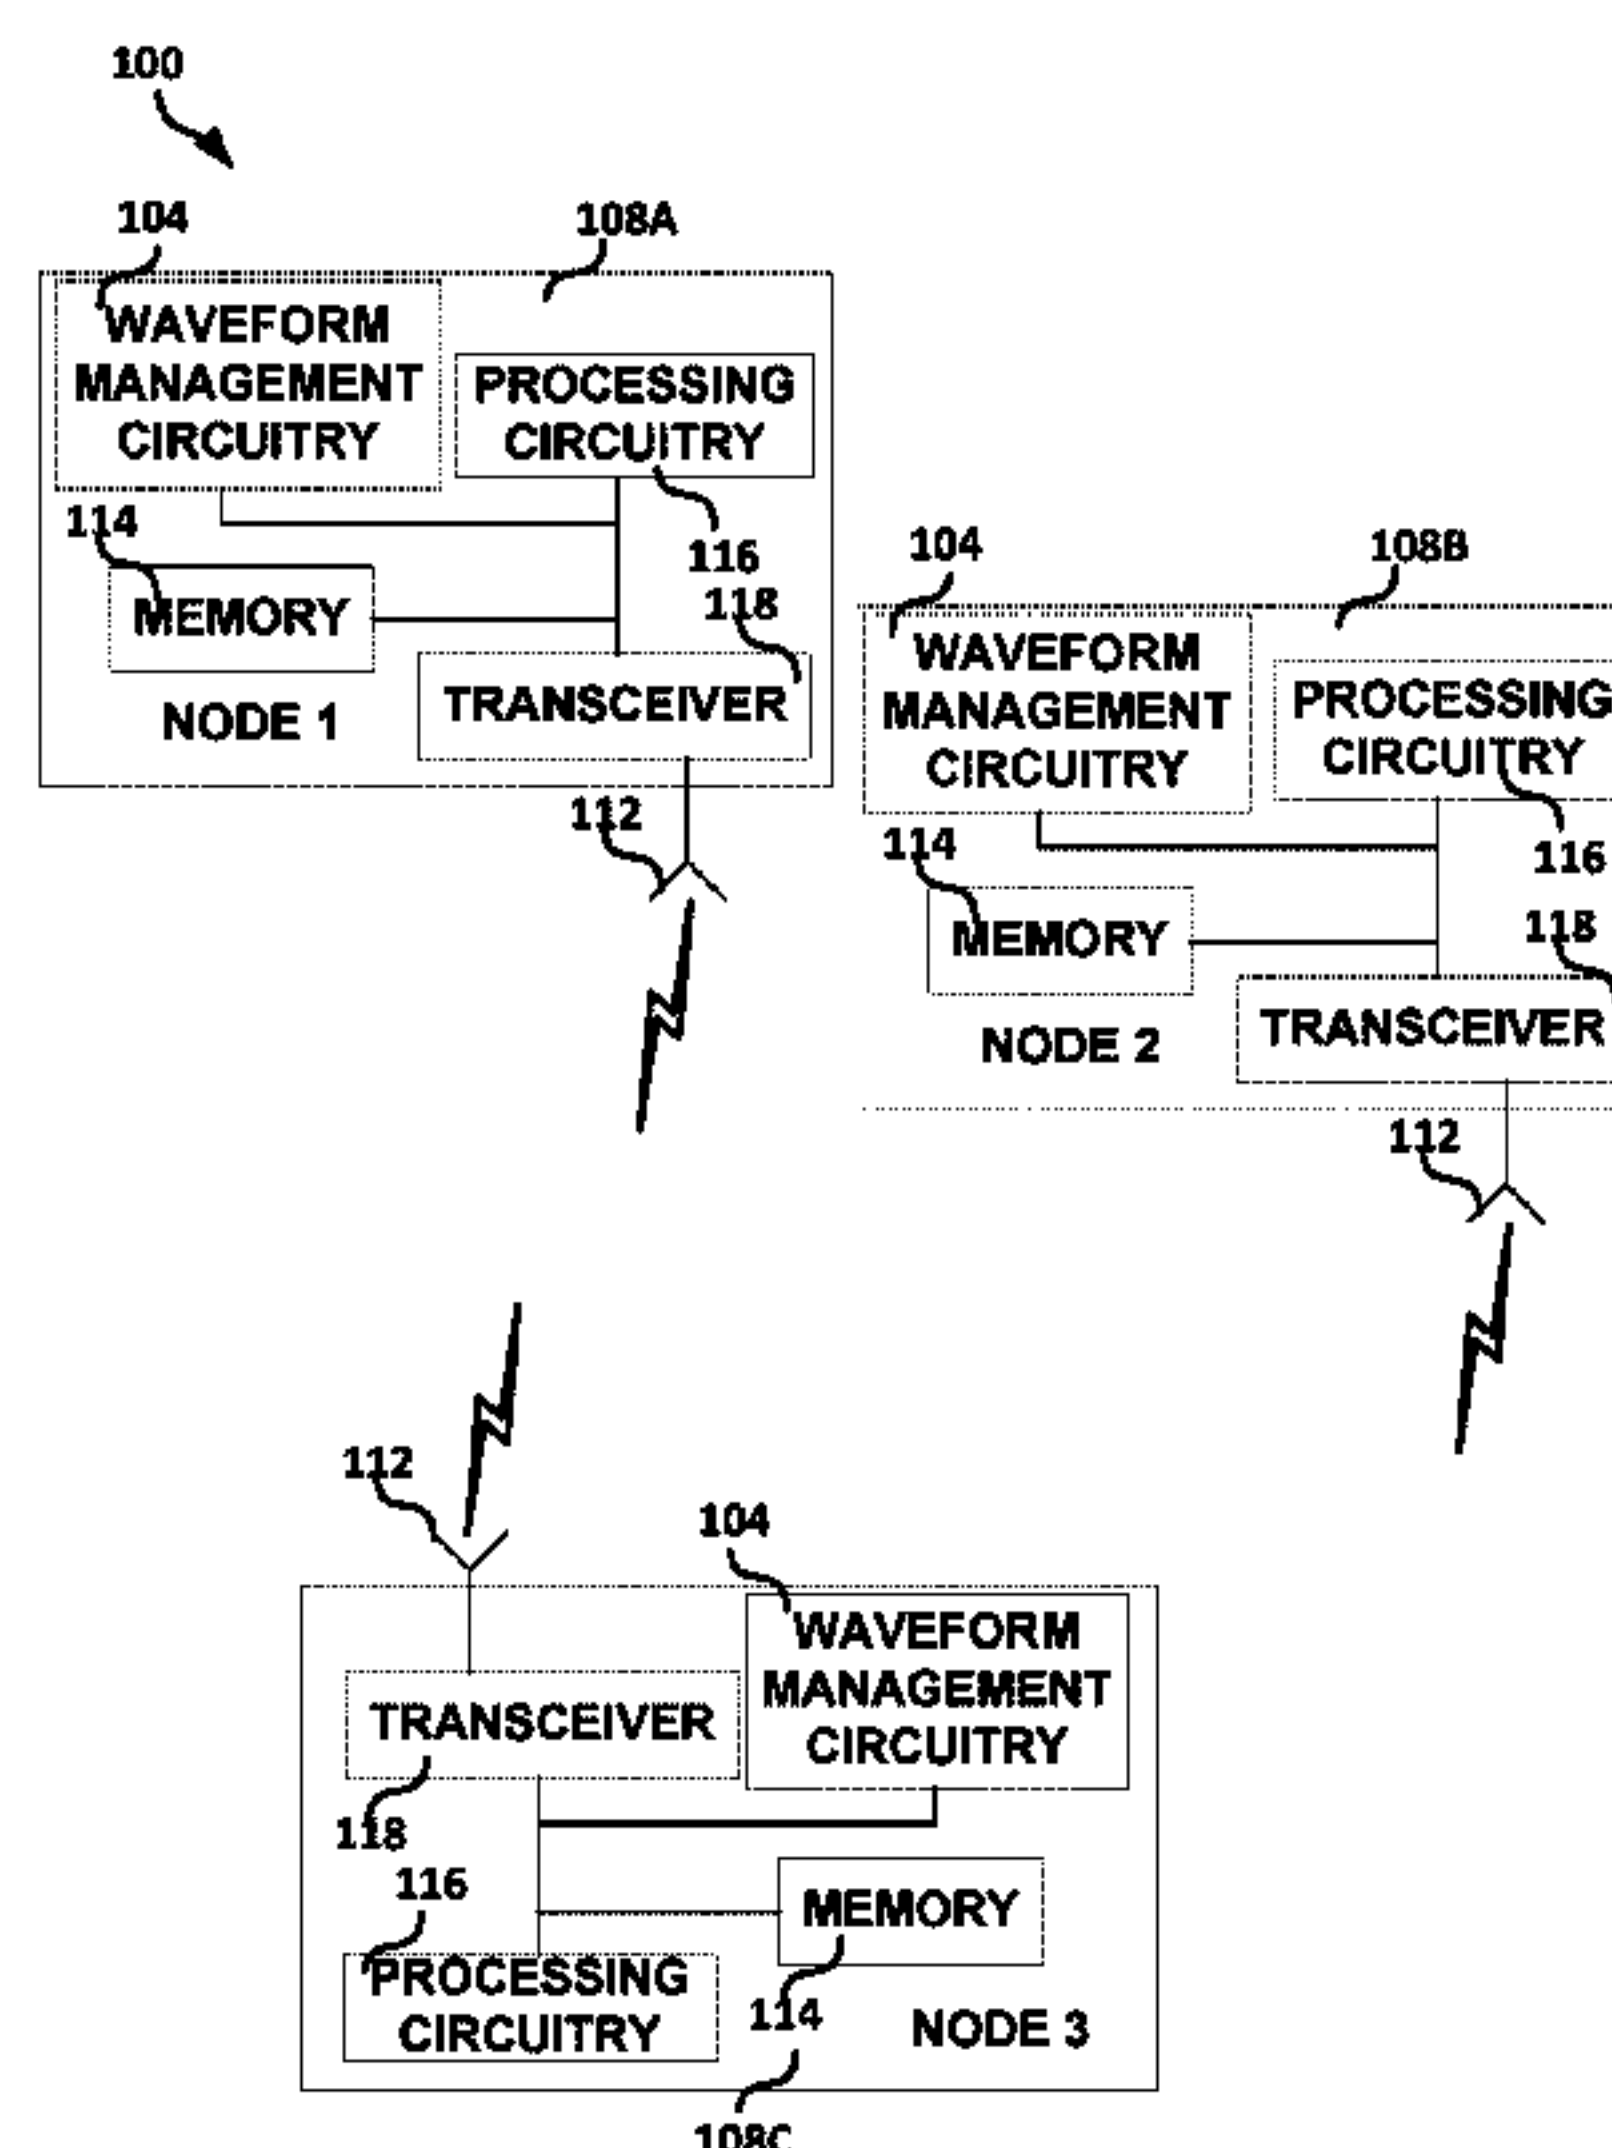 100
104
108A
WAVEFORM
MANAGEMENT
CIRCUITRY
PROCESSING
CIRCUITRY
114
116
118
MEMORY
TRANSCEIVER
NODE 1
112
104
108B
WAVEFORM
MANAGEMENT
CIRCUITRY
PROCESSING
CIRCUITRY
114
116
118
MEMORY
TRANSCEIVER
NODE 2
112
112
104
WAVEFORM
MANAGEMENT
CIRCUITRY
TRANSCEIVER
118
116
MEMORY
PROCESSING
CIRCUITRY
114
NODE 3
108C